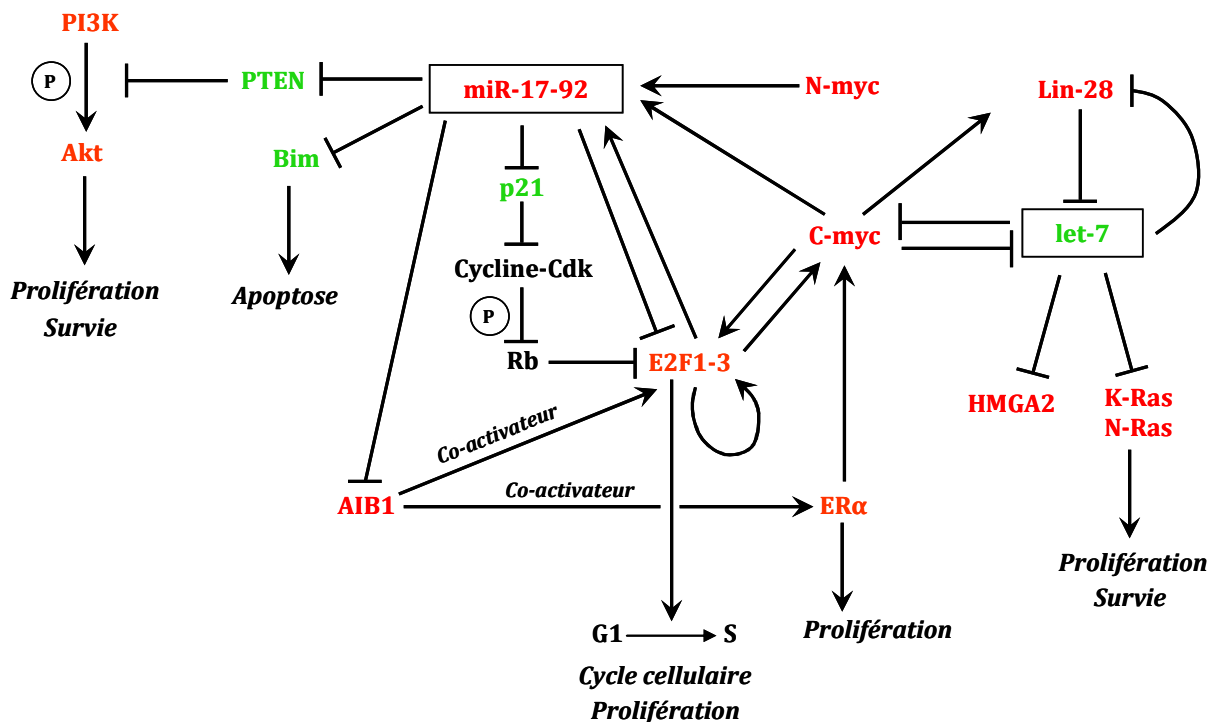 PI3K
P
Akt
Prolifération
Survie
PTEN
Bim
Apoptose
miR-17-92
p21
Cycline-Cdk
P
Rb
E2F1-3
Co-activateur
AIB1
Co-activateur
ERα
G1
S
Cycle cellulaire
Prolifération
Prolifération
N-myc
C-myc
Lin-28
let-7
HMGA2
K-Ras
N-Ras
Prolifération
Survie